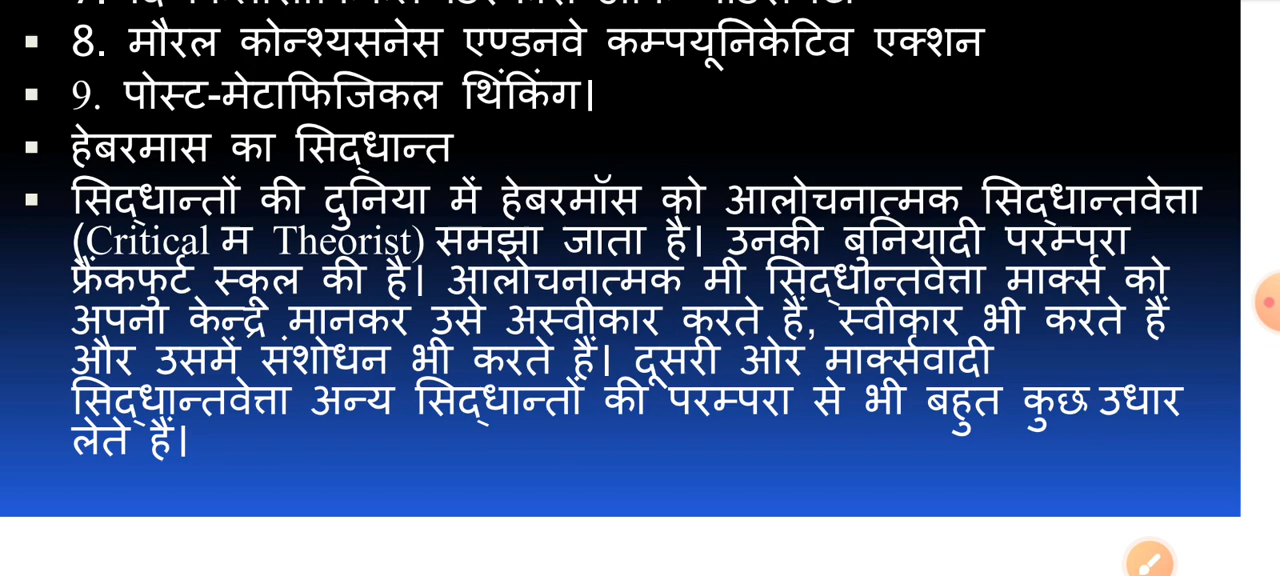 8. मौरल कोन्श्यसनेस एण्डनवे कम्पयूनिकेटिव एक्शन
9. पोस्ट-मेटाफिजिकल थिंकिंग।
हेबरमास का सिद्धान्त
सिद्धान्तों की दुनिया में हेबरमॉस को आलोचनात्मक सिद्धान्तवेत्ता
(Critical म Theorist) समझा जाता है। उनकी बुनियादी परम्परा
फ्रैंकफुर्ट स्कूल की है। आलोचनात्मक मी सिद्धान्तवेत्ता मार्क्स को
अपना केन्द्री मानकर उसे अस्वीकार करते हैं, स्वीकार भी करते हैं
और उसमें संशोधन भी करते हैं। दूसरी ओर मार्क्सवादी
सिद्धान्तवेत्ता अन्य सिद्धान्तों की परम्परा से भी बहुत कुछ उधार
लेते हैं।